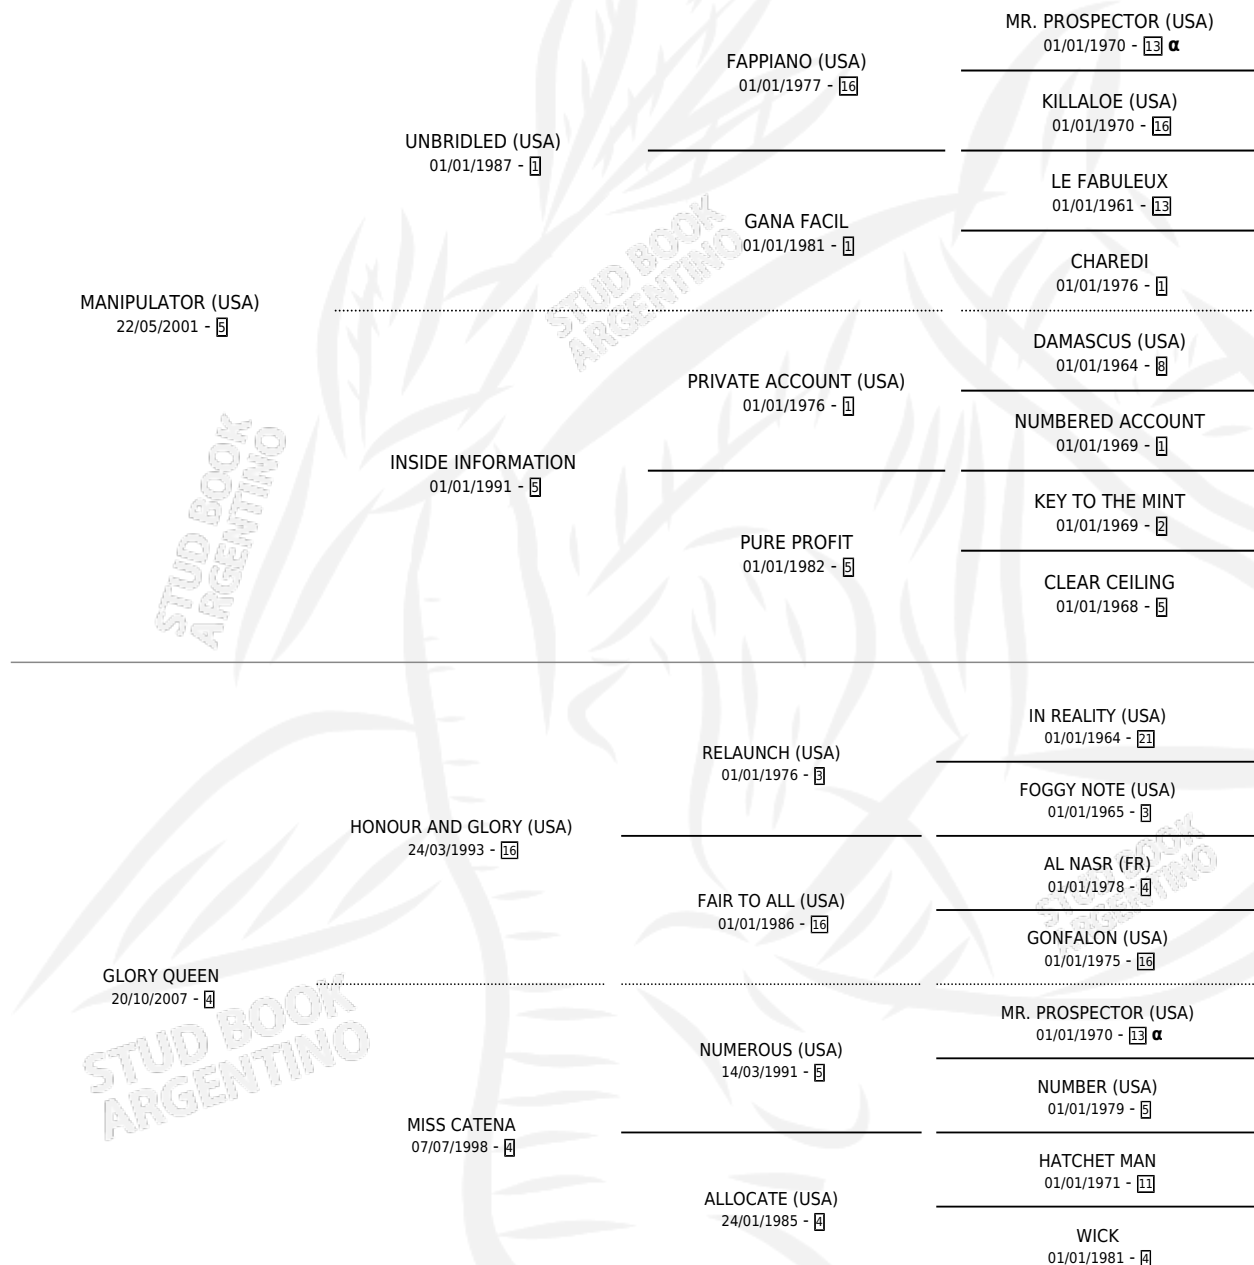 MR. PROSPECTOR (USA)
01/01/1970 - 13 α
FAPPIANO (USA)
01/01/1977 - 16
KILLALOE (USA)
01/01/1970 - 16
UNBRIDLED (USA)
01/01/1987 - 1
LE FABULEUX
01/01/1961 - 13
GANA FACIL
01/01/1981 - 1
CHAREDI
01/01/1976 - 1
MANIPULATOR (USA)
22/05/2001 - 5
DAMASCUS (USA)
01/01/1964 - 8
PRIVATE ACCOUNT (USA)
01/01/1976 - 1
NUMBERED ACCOUNT
01/01/1969 - 1
INSIDE INFORMATION
01/01/1991 - 5
KEY TO THE MINT
01/01/1969 - 2
PURE PROFIT
01/01/1982 - 5
CLEAR CEILING
01/01/1968 - 5
STUD BOOK
ARGENTINO
STUD BOOK
ARGENTINO
IN REALITY (USA)
01/01/1964 - 21
RELAUNCH (USA)
01/01/1976 - 3
FOGGY NOTE (USA)
01/01/1965 - 3
HONOUR AND GLORY (USA)
24/03/1993 - 16
AL NASR (FR)
01/01/1978 - 4
FAIR TO ALL (USA)
01/01/1986 - 16
GONFALON (USA)
01/01/1975 - 16
GLORY QUEEN
20/10/2007 - 4
MR. PROSPECTOR (USA)
01/01/1970 - 13 α
NUMEROUS (USA)
14/03/1991 - 5
NUMBER (USA)
01/01/1979 - 5
MISS CATENA
07/07/1998 - 4
HATCHET MAN
01/01/1971 - 11
ALLOCATE (USA)
24/01/1985 - 4
WICK
01/01/1981 - 4
STUD BOOK
ARGENTINO
STUD BOOK
ARGENTINO